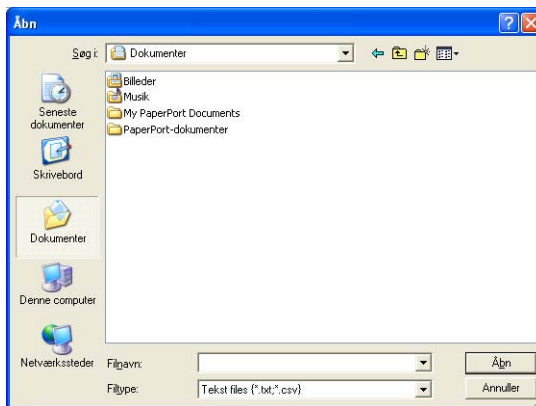 Åbn
Søg i:
Dokumenter
Seneste
dokumenter
Skrivebord
Dokumenter
Denne computer
Netværkssteder
Billeder
Musik
My PaperPort Documents
PaperPort-dokumenter
Filnavn:
Åbn
Filtype:
Tekst files {*.txt;*.csv}
Annuller